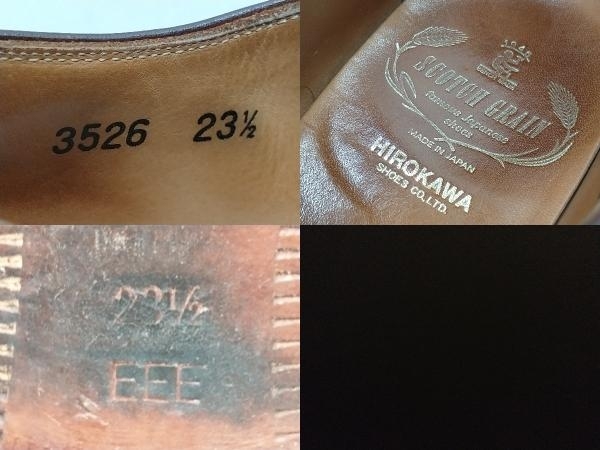 3526 23½
SCOTCH GRAIN
famous Japanese
shoes
MADE IN JAPAN
HIROKAWA
SHOES CO.,LTD.
23½
EEE